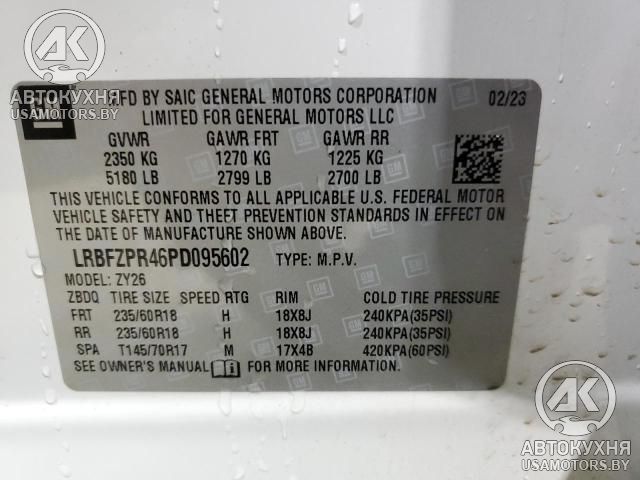 АК
АВТОКУХНЯ
USAMOTORS.BY
GM
MFD BY SAIC GENERAL MOTORS CORPORATION 02/23
LIMITED FOR GENERAL MOTORS LLC
GVWR GAWR FRT GAWR RR
2350 KG 1270 KG 1225 KG
5180 LB 2799 LB 2700 LB
THIS VEHICLE CONFORMS TO ALL APPLICABLE U.S. FEDERAL MOTOR
VEHICLE SAFETY AND THEFT PREVENTION STANDARDS IN EFFECT ON
THE DATE OF MANUFACTURE SHOWN ABOVE.
LRBFZPR46PD095602 TYPE: M.P.V.
MODEL: ZY26
ZBDQ TIRE SIZE SPEED RTG RIM COLD TIRE PRESSURE
FRT 235/60R18 H 18X8J 240KPA(35PSI)
RR 235/60R18 H 18X8J 240KPA(35PSI)
SPA T145/70R17 M 17X4B 420KPA(60PSI)
SEE OWNER'S MANUAL FOR MORE INFORMATION
АК
АВТОКУХНЯ
USAMOTORS.BY